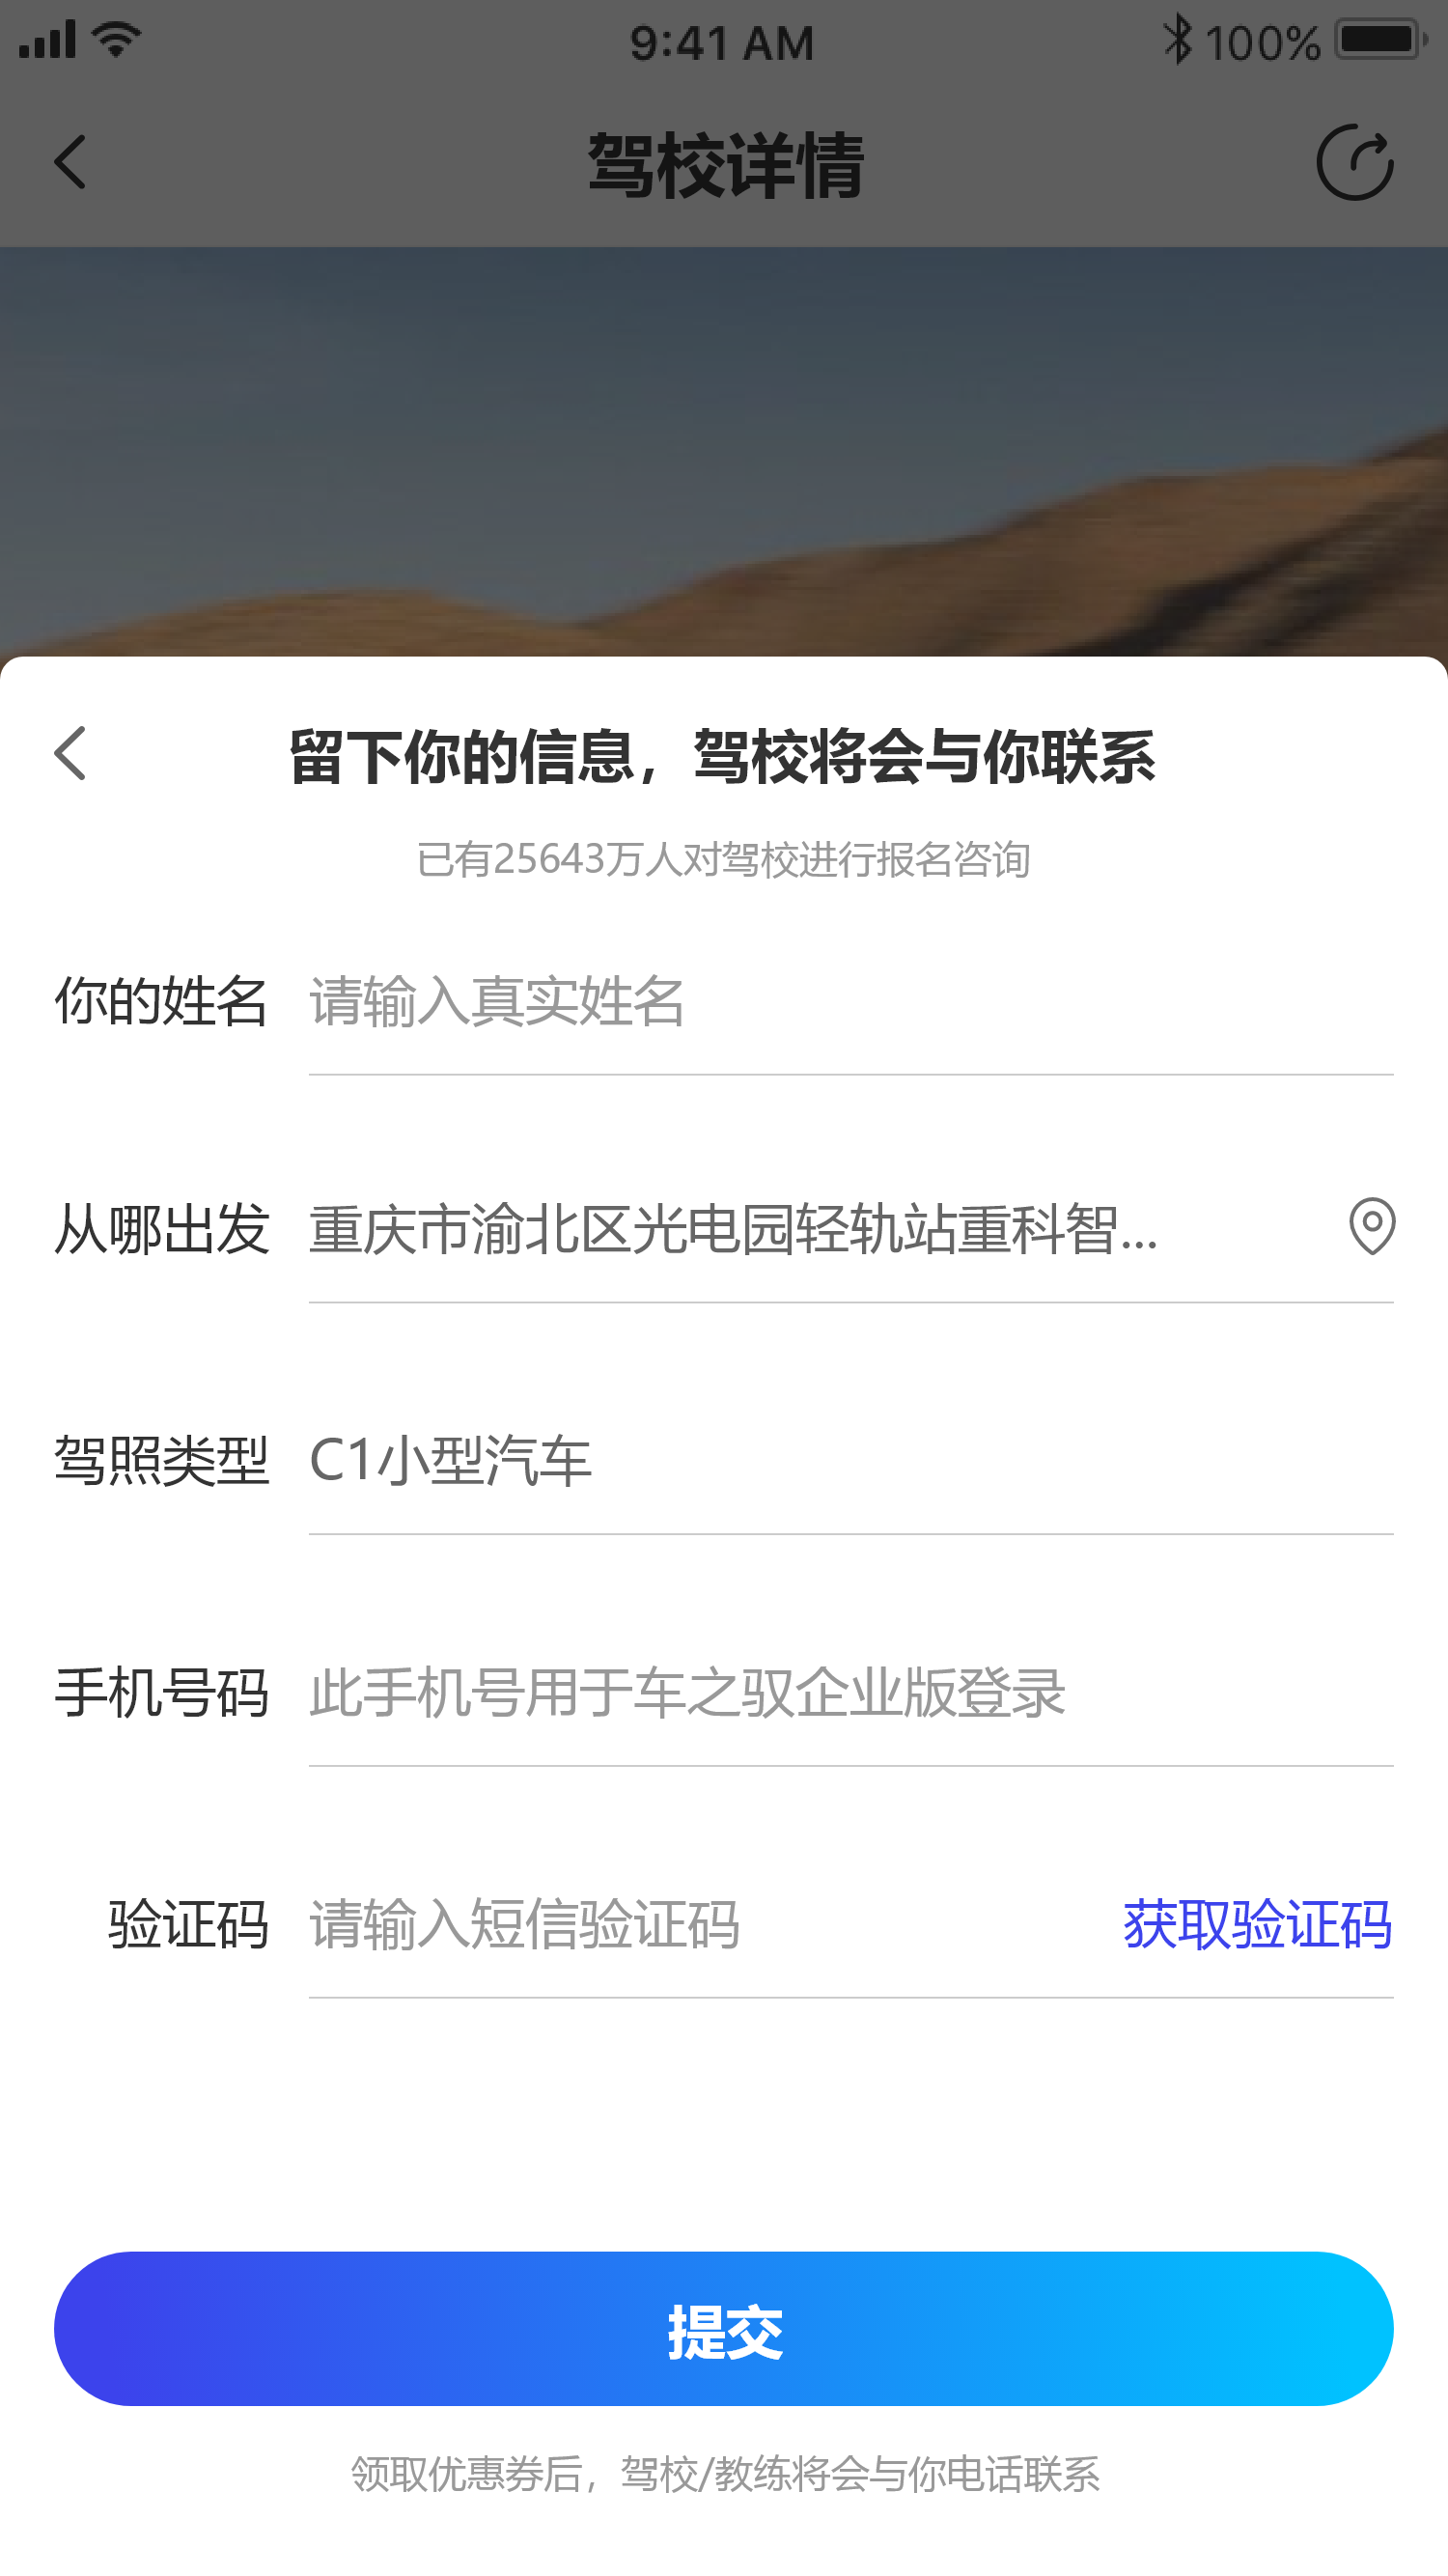 9:41 AM 100%
驾校详情
留下你的信息，驾校将会与你联系
已有25643万人对驾校进行报名咨询
你的姓名 请输入真实姓名
从哪出发 重庆市渝北区光电园轻轨站重科智...
驾照类型 C1小型汽车
手机号码 此手机号用于车之驭企业版登录
验证码 请输入短信验证码 获取验证码
提交
领取优惠券后，驾校/教练将会与你电话联系